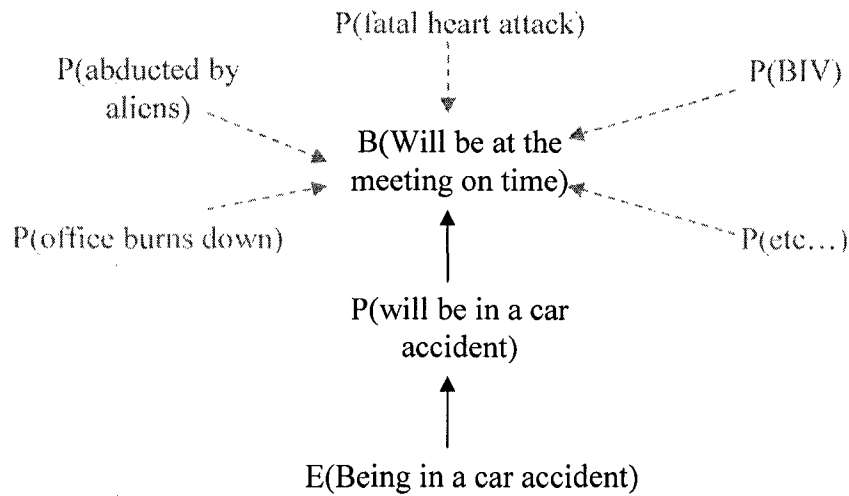 P(fatal heart attack)
P(abducted by
aliens)
P(BIV)
B(Will be at the
meeting on time)
P(office burns down)
P(etc…)
P(will be in a car
accident)
E(Being in a car accident)